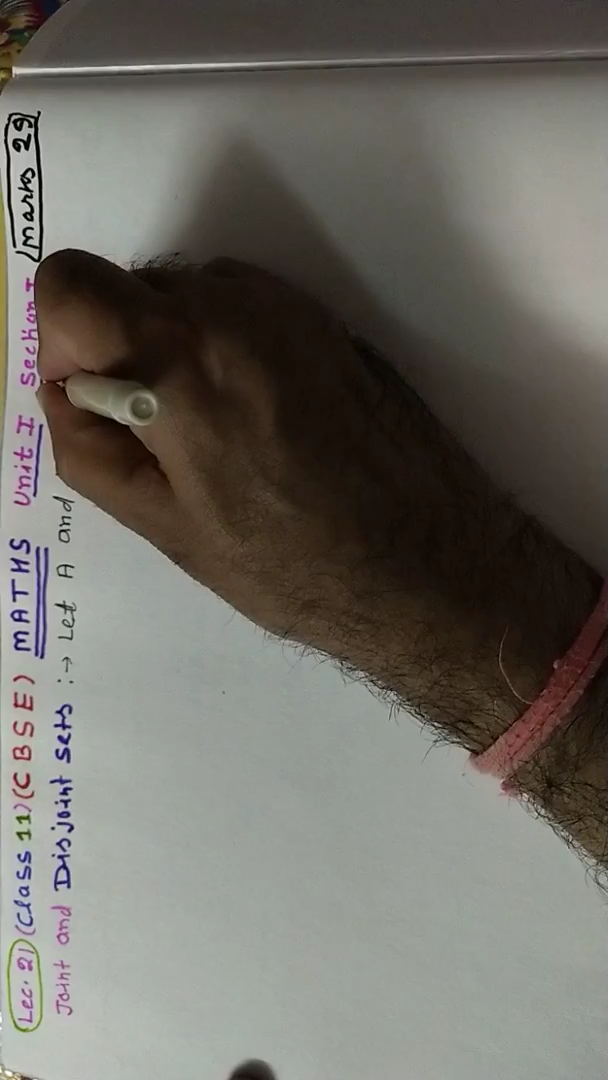 Lec. 21 (Class 11) (CBSE) MATHS Unit I Section I Marks 29
Joint and Disjoint sets :→ Let A and